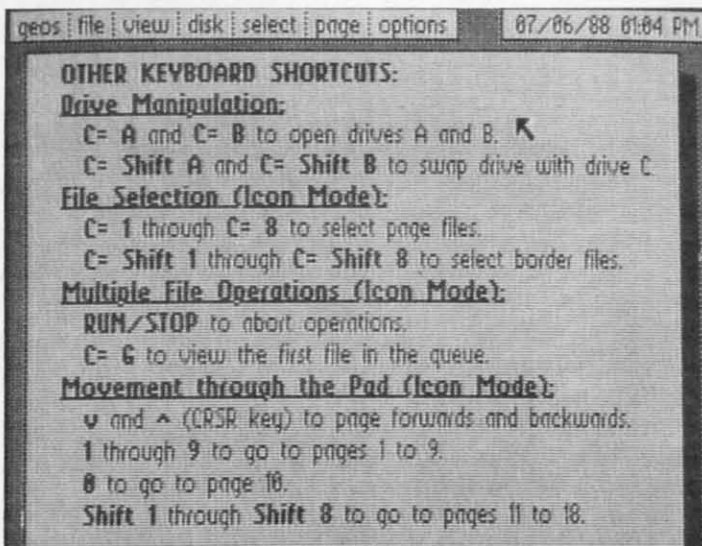 geos file view disk select page options 07/06/88 01:04 PM
OTHER KEYBOARD SHORTCUTS:
Drive Manipulation:
C= A and C= B to open drives A and B.
C= Shift A and C= Shift B to swap drive with drive C.
File Selection (Icon Mode):
C= 1 through C= 8 to select page files.
C= Shift 1 through C= Shift 8 to select border files.
Multiple File Operations (Icon Mode):
RUN/STOP to abort operations.
C= G to view the first file in the queue.
Movement through the Pad (Icon Mode):
v and ^ (CRSR key) to page forwards and backwards.
1 through 9 to go to pages 1 to 9.
0 to go to page 10.
Shift 1 through Shift 8 to go to pages 11 to 18.